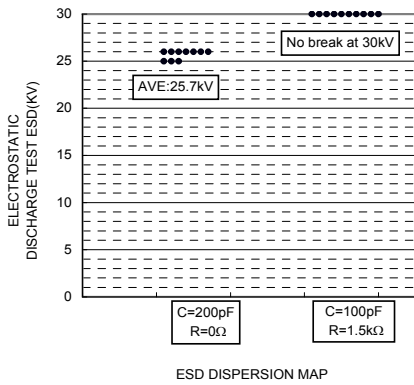 ELECTROSTATIC
DISCHARGE TEST ESD(KV)
30
25
20
15
10
5
0
No break at 30kV
AVE:25.7kV
C=200pF
R=0Ω
C=100pF
R=1.5kΩ
ESD DISPERSION MAP